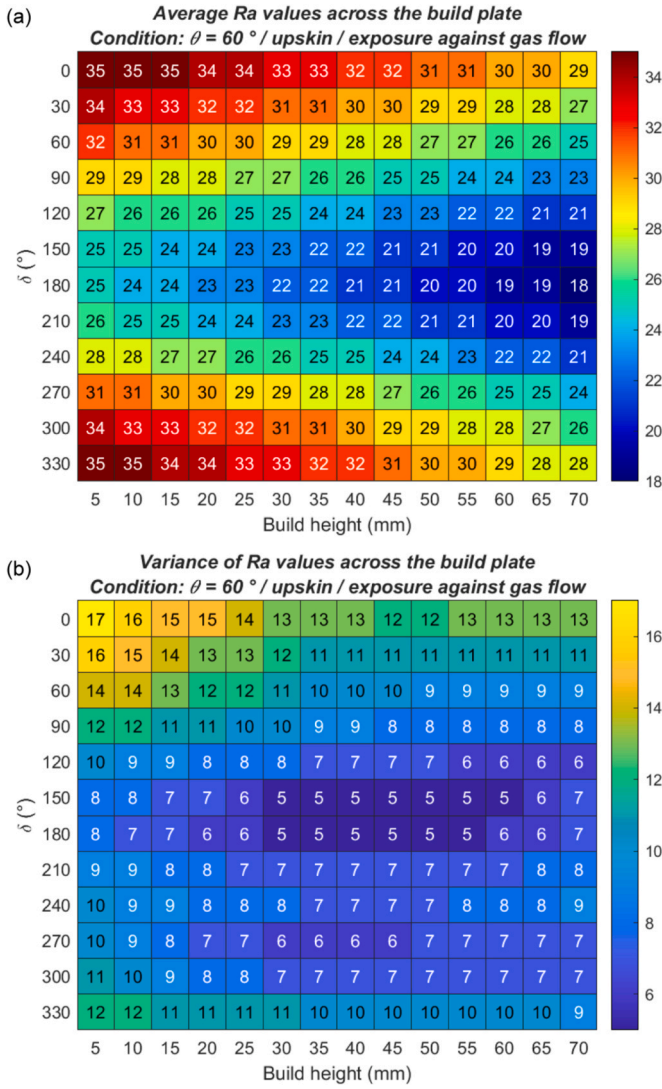 (a)
Average Ra values across the build plate
Condition: θ = 60 ° / upskin / exposure against gas flow
0 35 35 35 34 34 33 33 32 32 31 31 30 30 29
30 34 33 33 32 32 31 31 30 30 29 29 28 28 27
60 32 31 31 30 30 29 29 28 28 27 27 26 26 25
90 29 29 28 28 27 27 26 26 25 25 24 24 23 23
120 27 26 26 26 25 25 24 24 23 23 22 22 21 21
150 25 25 24 24 23 23 22 22 21 21 20 20 19 19
180 25 24 24 23 23 22 22 21 21 20 20 19 19 18
210 26 25 25 24 24 23 23 22 22 21 21 20 20 19
240 28 28 27 27 26 26 25 25 24 24 23 22 22 21
270 31 31 30 30 29 29 28 28 27 26 26 25 25 24
300 34 33 33 32 32 31 31 30 29 29 28 28 27 26
330 35 35 34 34 33 33 32 32 31 30 30 29 28 28
δ (°)
5 10 15 20 25 30 35 40 45 50 55 60 65 70
Build height (mm)
34
32
30
28
26
24
22
20
18
(b)
Variance of Ra values across the build plate
Condition: θ = 60 ° / upskin / exposure against gas flow
0 17 16 15 15 14 13 13 13 12 12 13 13 13 13
30 16 15 14 13 13 12 11 11 11 11 11 11 11 11
60 14 14 13 12 12 11 10 10 10 9 9 9 9 9
90 12 12 11 11 10 10 9 9 8 8 8 8 8 8
120 10 9 9 8 8 8 7 7 7 7 6 6 6 6
150 8 8 7 7 6 5 5 5 5 5 5 5 6 7
180 8 7 7 6 6 5 5 5 5 5 5 6 6 7
210 9 9 8 8 7 7 7 7 7 7 7 7 8 8
240 10 9 9 8 8 8 7 7 7 7 8 8 8 9
270 10 9 8 7 7 6 6 6 6 7 7 7 7 7
300 11 10 9 8 8 7 7 7 7 7 7 7 7 7
330 12 12 11 11 11 11 10 10 10 10 10 10 10 9
δ (°)
5 10 15 20 25 30 35 40 45 50 55 60 65 70
Build height (mm)
16
14
12
10
8
6